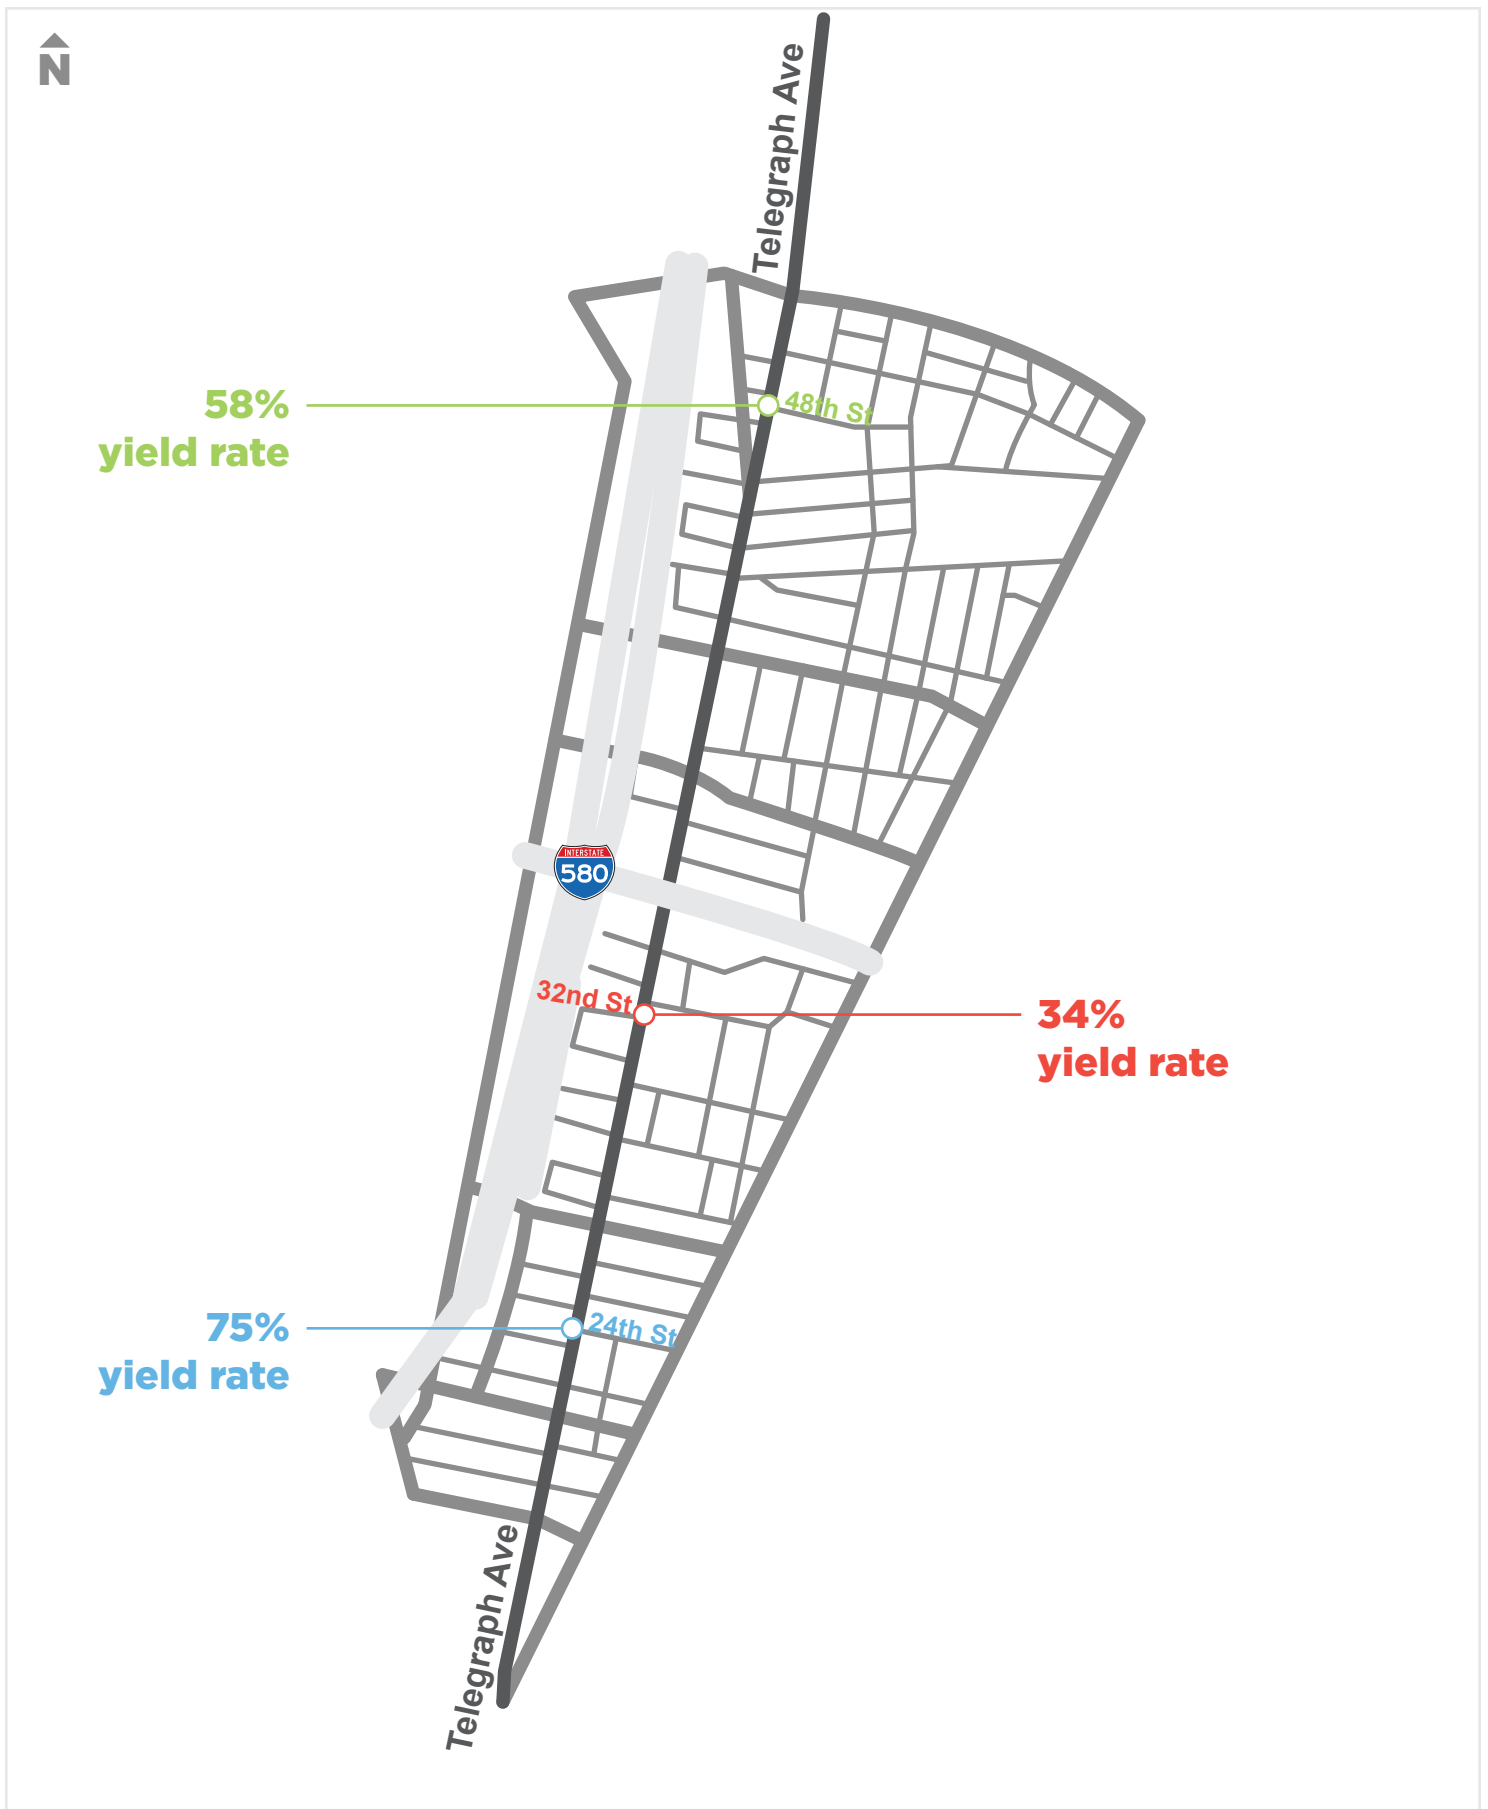 N
Telegraph Ave
58%
yield rate
48th St
INTERSTATE
580
32nd St
34%
yield rate
75%
yield rate
24th St
Telegraph Ave